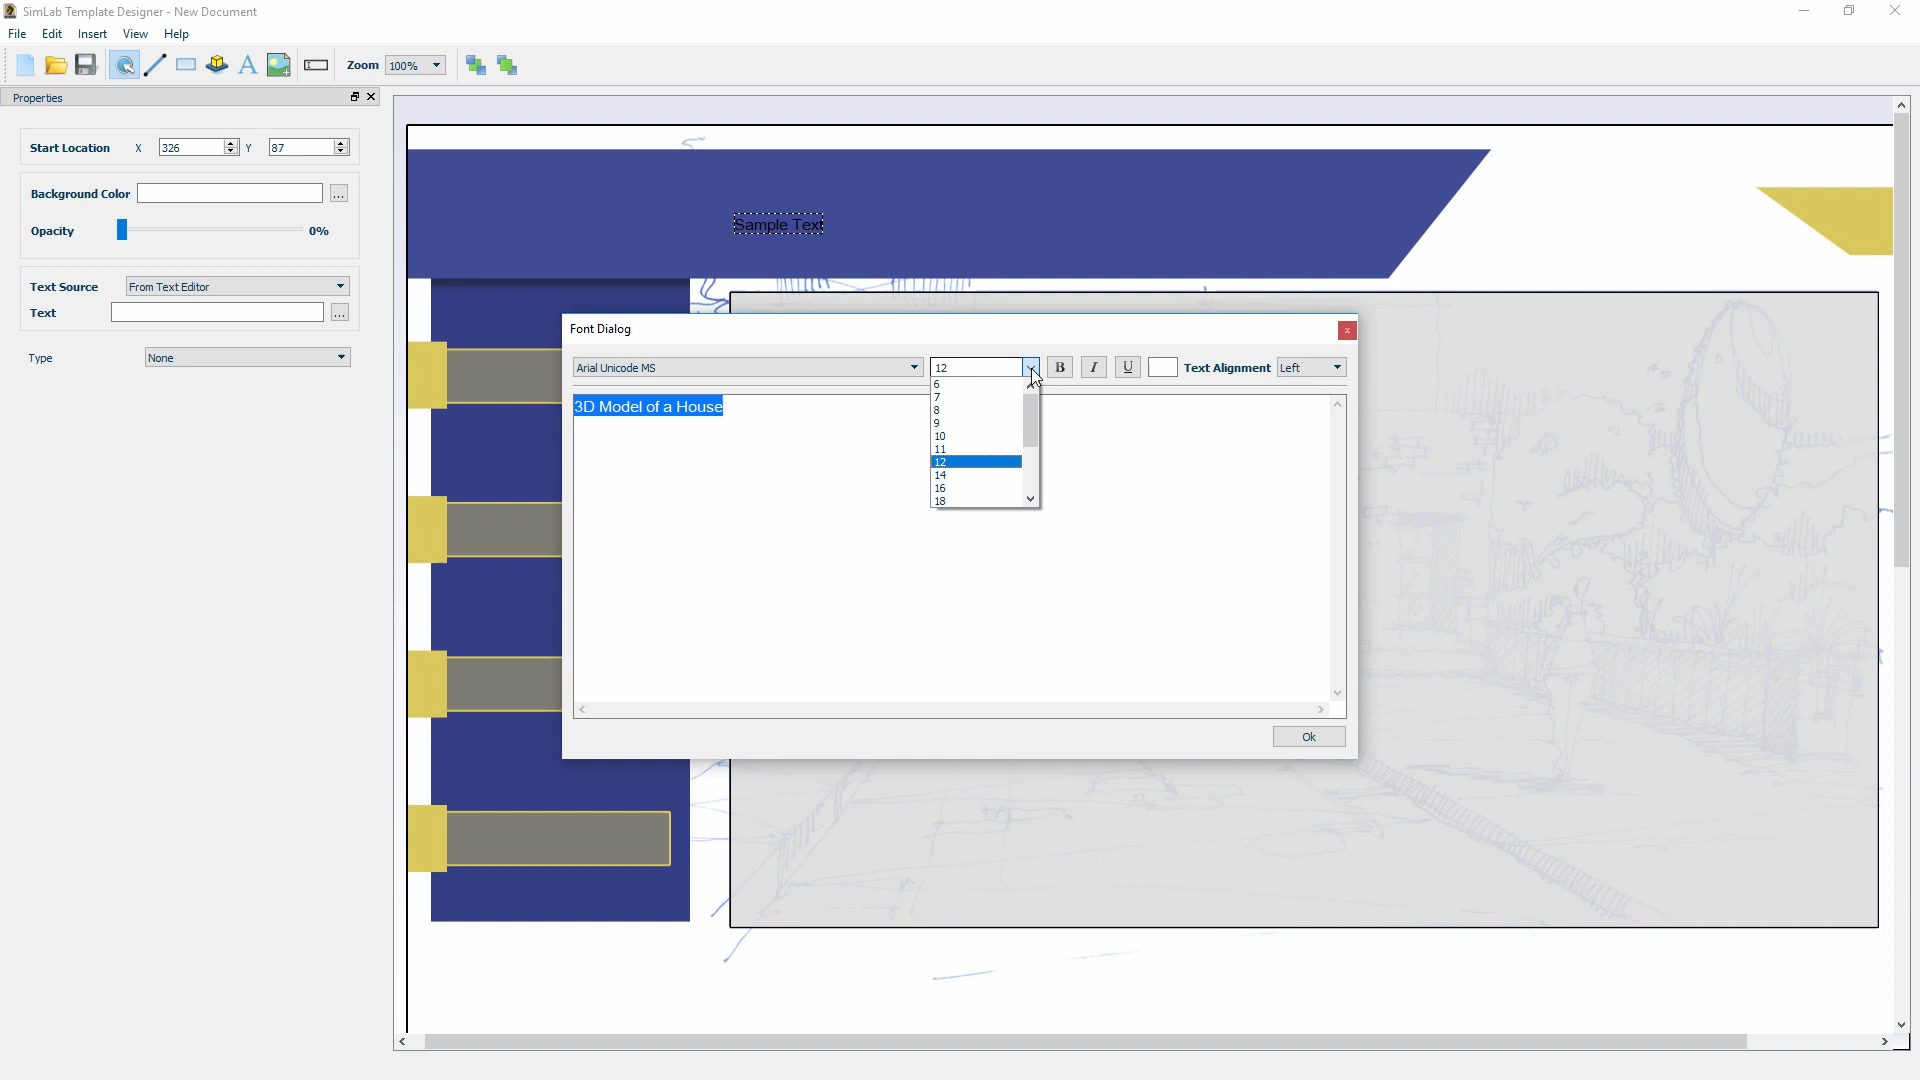 SimLab Template Designer - New Document
File Edit Insert View Help
Zoom 100%
Properties
Start Location X 326 Y 87
Background Color ...
Opacity 0%
Text Source From Text Editor
Text ...
Type None
Sample Text
Font Dialog
Arial Unicode MS 12 B I U Text Alignment Left
3D Model of a House
6
7
8
9
10
11
12
14
16
18
Ok